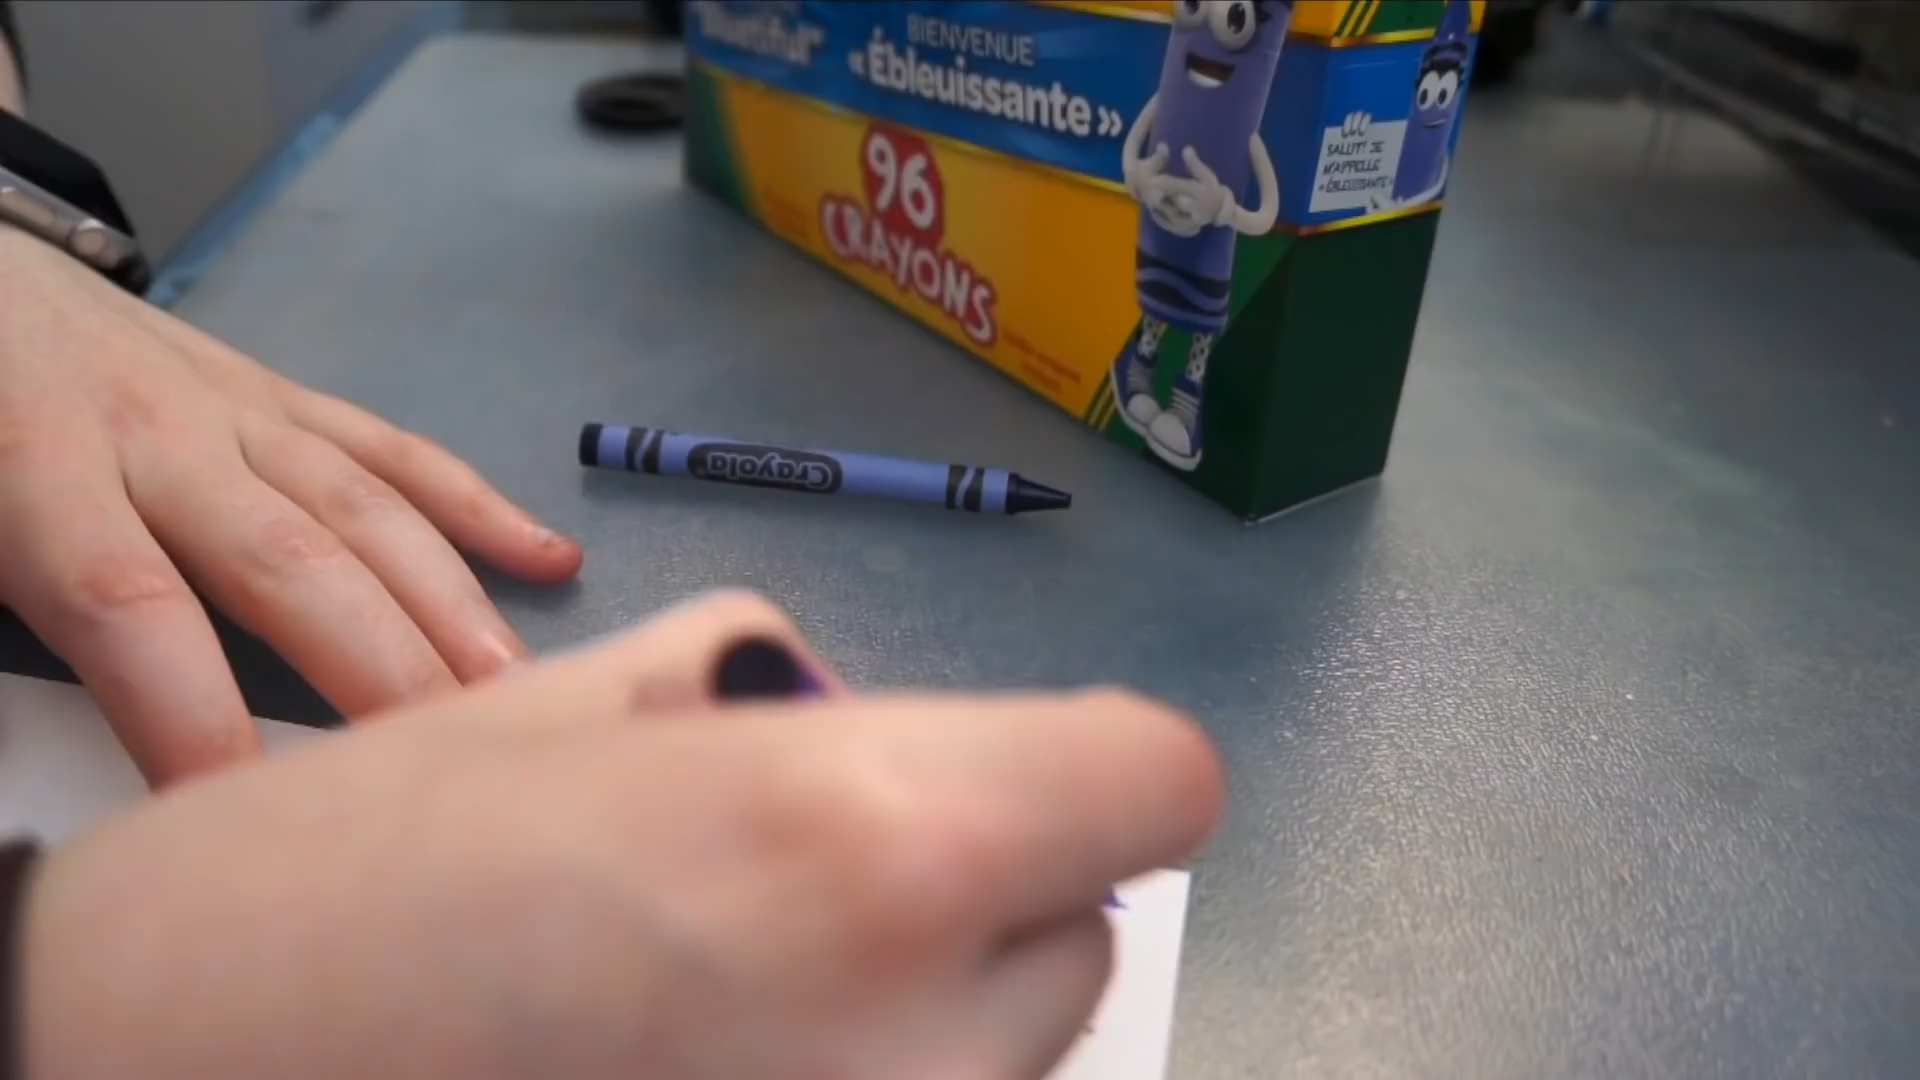 "Bluetiful"
BIENVENUE
« Ébleuissante »
96
CRAYONS
SALUT! JE
M'APPELLE
«ÉBLEUISSANTE»
Crayola